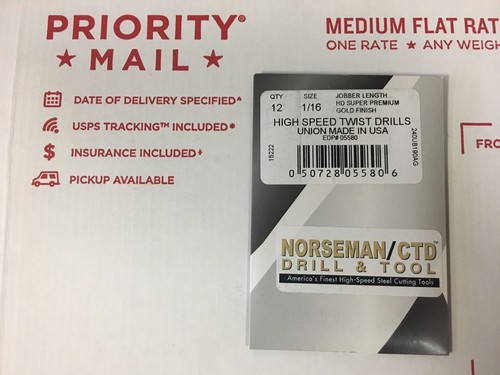 PRIORITY®
★ MAIL ★
DATE OF DELIVERY SPECIFIED*
USPS TRACKING™ INCLUDED*
$ INSURANCE INCLUDED‡
PICKUP AVAILABLE
MEDIUM FLAT RAT
ONE RATE ★ ANY WEIGH
FRO
QTY SIZE JOBBER LENGTH
12 1/16 HD SUPER PREMIUM
GOLD FINISH
HIGH SPEED TWIST DRILLS
UNION MADE IN USA
EDP# 05580
15222
240UB190AG
0 50728 05580 6
NORSEMAN/CTD™
DRILL & TOOL
America's Finest High-Speed Steel Cutting Tools